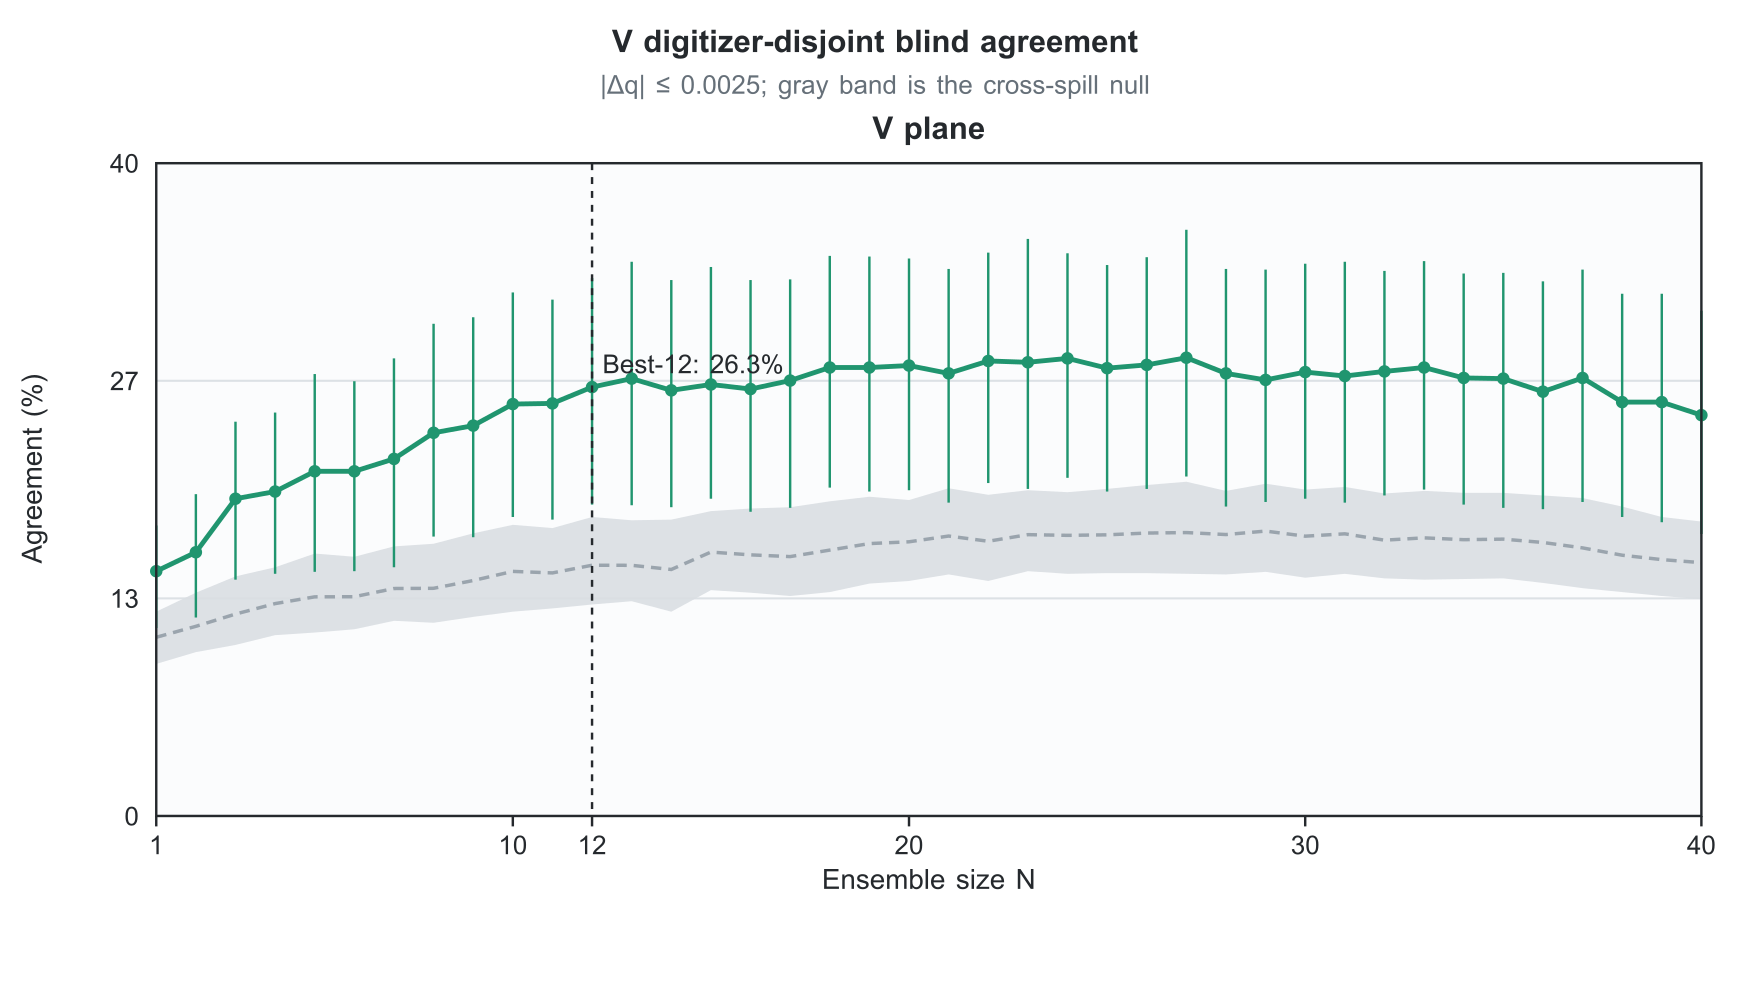 V digitizer-disjoint blind agreement
|Δq| ≤ 0.0025; gray band is the cross-spill null
V plane
40
27
13
0
Agreement (%)
Best-12: 26.3%
1 10 12 20 30 40
Ensemble size N